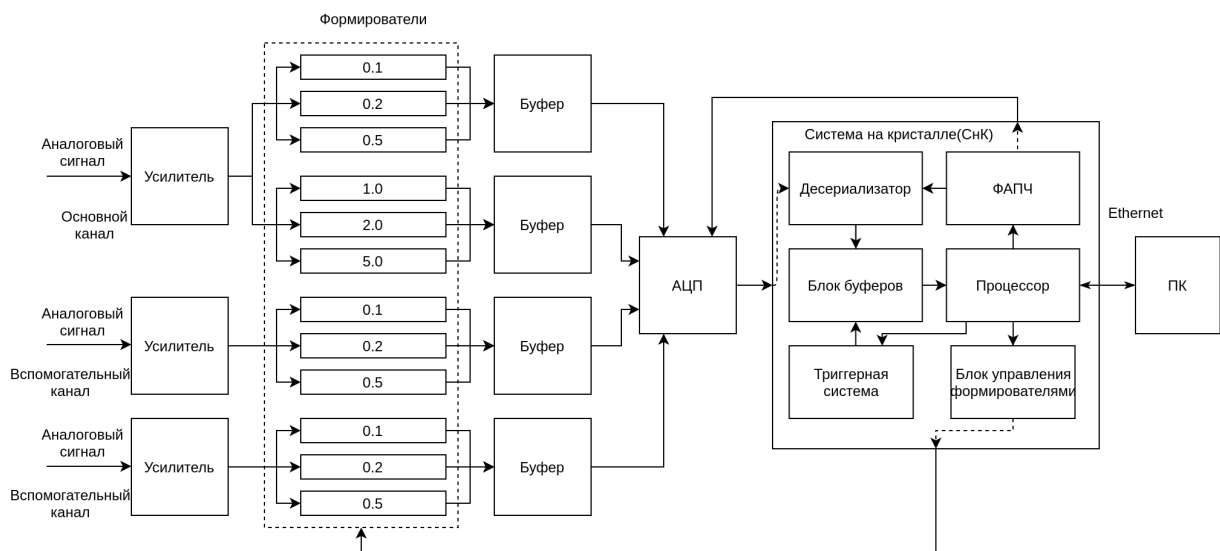 Формирователи
0.1
0.2
0.5
Буфер
Аналоговый
сигнал
Усилитель
Основной
канал
1.0
2.0
5.0
Буфер
Аналоговый
сигнал
Вспомогательный
канал
Усилитель
0.1
0.2
0.5
Буфер
Аналоговый
сигнал
Вспомогательный
канал
Усилитель
0.1
0.2
0.5
Буфер
АЦП
Система на кристалле(СнК)
Десериализатор
ФАПЧ
Блок буферов
Процессор
Триггерная
система
Блок управления
формирователями
Ethernet
ПК